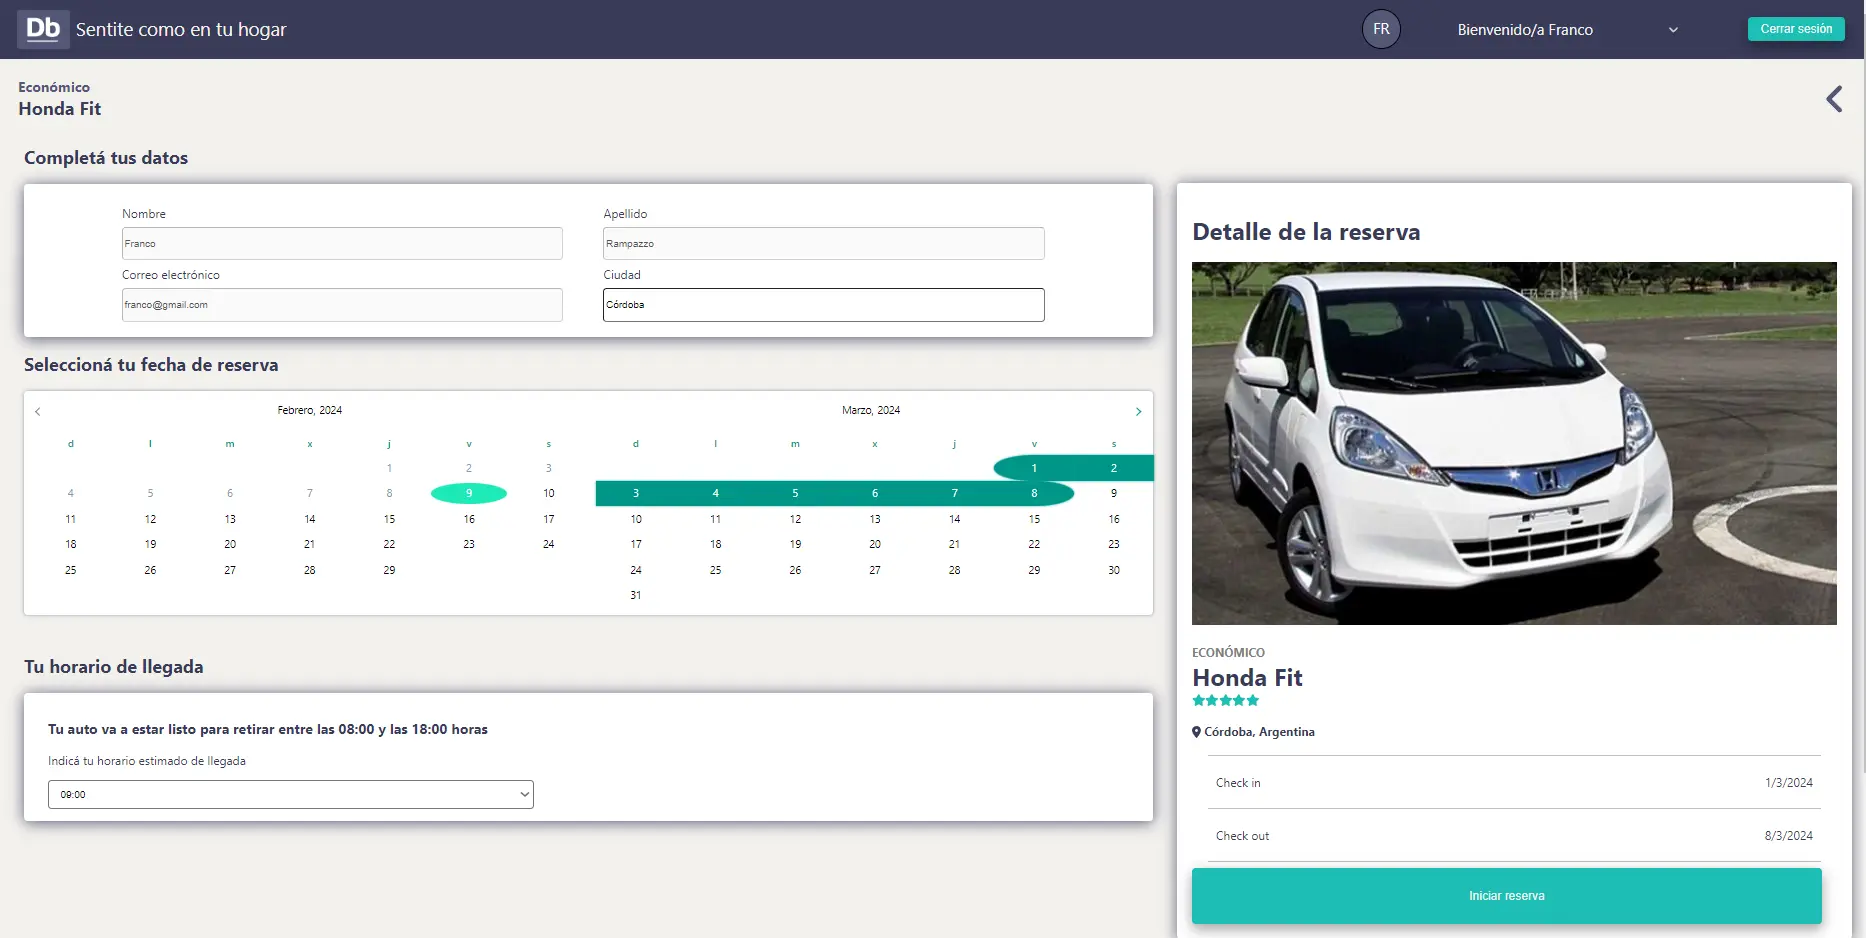 Db Sentite como en tu hogar
FR
Bienvenido/a Franco
Cerrar sesión
Económico
Honda Fit
Completá tus datos
Nombre
Apellido
Franco
Rampazzo
Correo electrónico
Ciudad
franco@gmail.com
Córdoba
Seleccioná tu fecha de reserva
Febrero, 2024
d l m x j v s
1 2 3
4 5 6 7 8 9 10
11 12 13 14 15 16 17
18 19 20 21 22 23 24
25 26 27 28 29
Marzo, 2024
d l m x j v s
1 2
3 4 5 6 7 8 9
10 11 12 13 14 15 16
17 18 19 20 21 22 23
24 25 26 27 28 29 30
31
Tu horario de llegada
Tu auto va a estar listo para retirar entre las 08:00 y las 18:00 horas
Indicá tu horario estimado de llegada
09:00
Detalle de la reserva
ECONÓMICO
Honda Fit
Córdoba, Argentina
Check in 1/3/2024
Check out 8/3/2024
Iniciar reserva